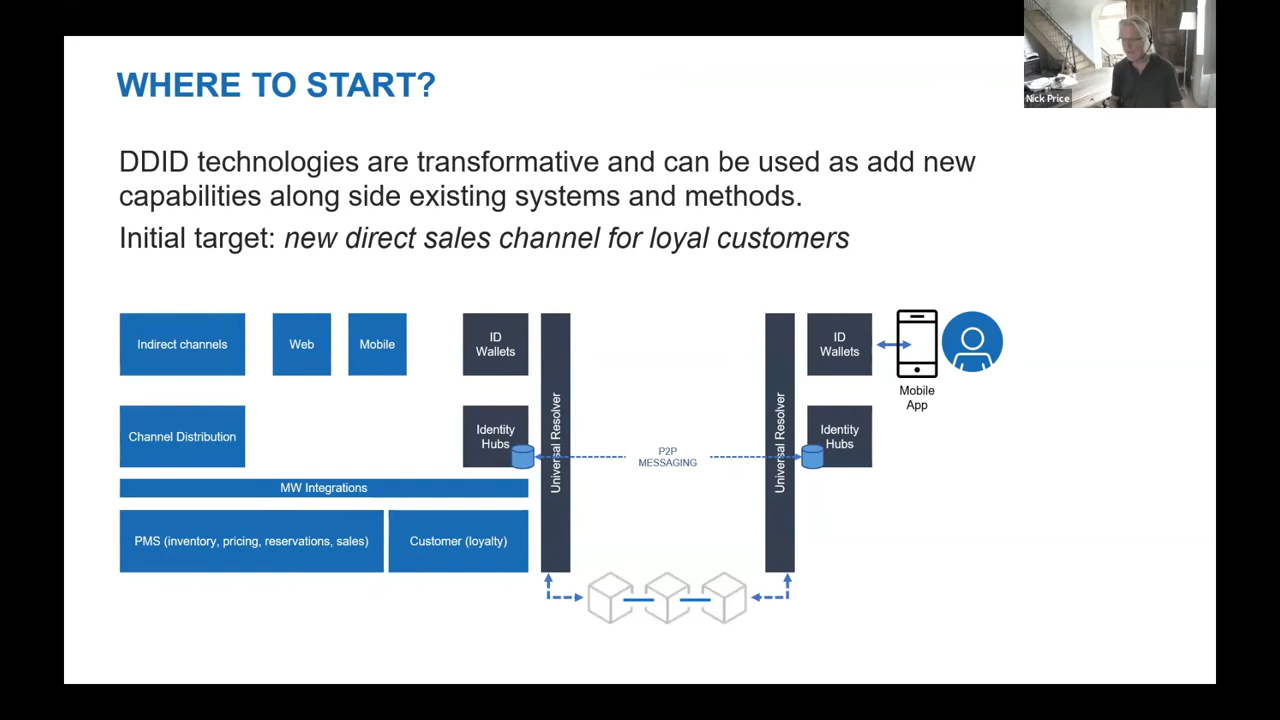 WHERE TO START?
Nick Price
DDID technologies are transformative and can be used as add new
capabilities along side existing systems and methods.
Initial target: new direct sales channel for loyal customers
Indirect channels
Web
Mobile
ID
Wallets
Universal Resolver
Universal Resolver
ID
Wallets
Mobile
App
Channel Distribution
Identity
Hubs
P2P
MESSAGING
Identity
Hubs
MW Integrations
PMS (inventory, pricing, reservations, sales)
Customer (loyalty)